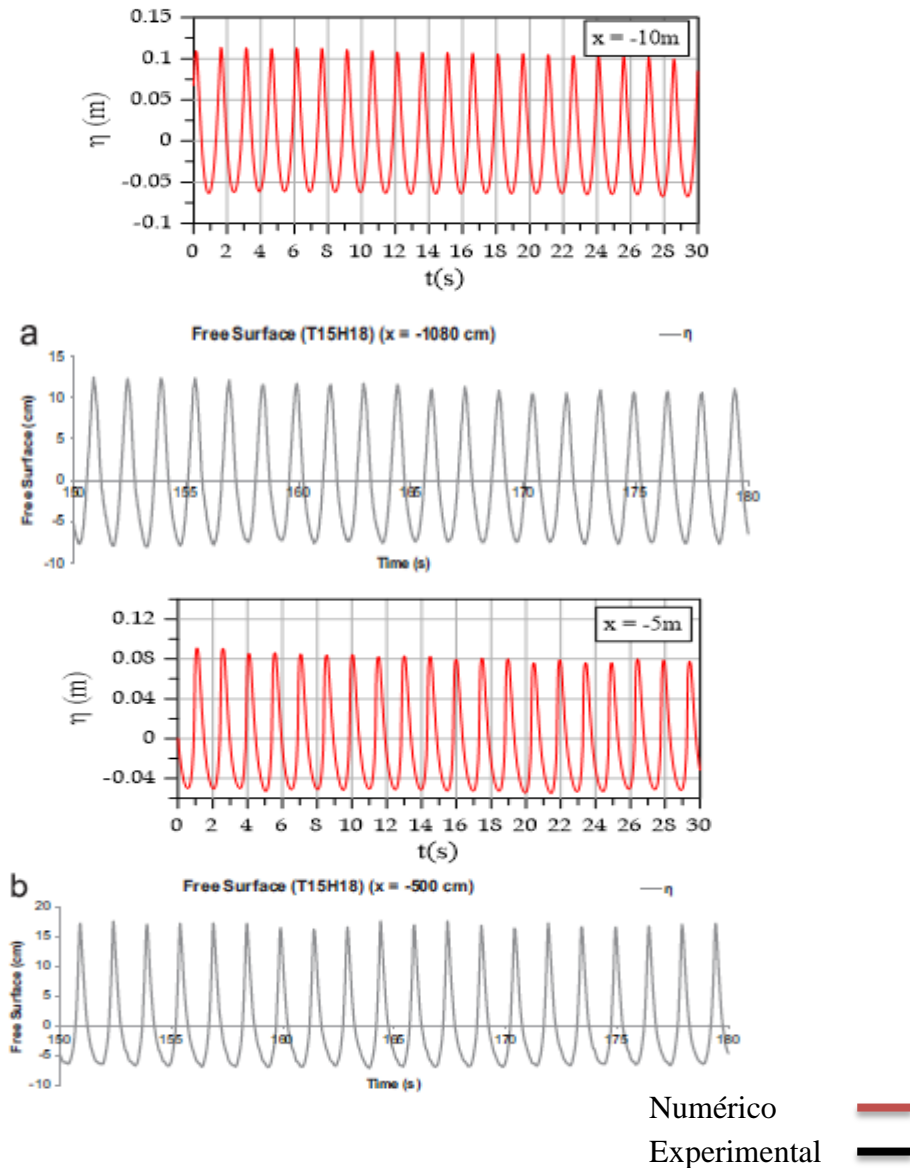 0.15
x = -10m
0.1
0.05
0
-0.05
-0.1
η (m)
0 2 4 6 8 10 12 14 16 18 20 22 24 26 28 30
t(s)
a
Free Surface (T15H18) (x = -1080 cm)
η
15
10
5
0
-5
-10
Free Surface (cm)
150 155 160 165 170 175 180
Time (s)
x = -5m
0.12
0.08
0.04
0
-0.04
η (m)
0 2 4 6 8 10 12 14 16 18 20 22 24 26 28 30
t(s)
b
Free Surface (T15H18) (x = -500 cm)
η
20
15
10
5
0
-5
-10
Free Surface (cm)
150 155 160 165 170 175 180
Time (s)
Numérico
Experimental